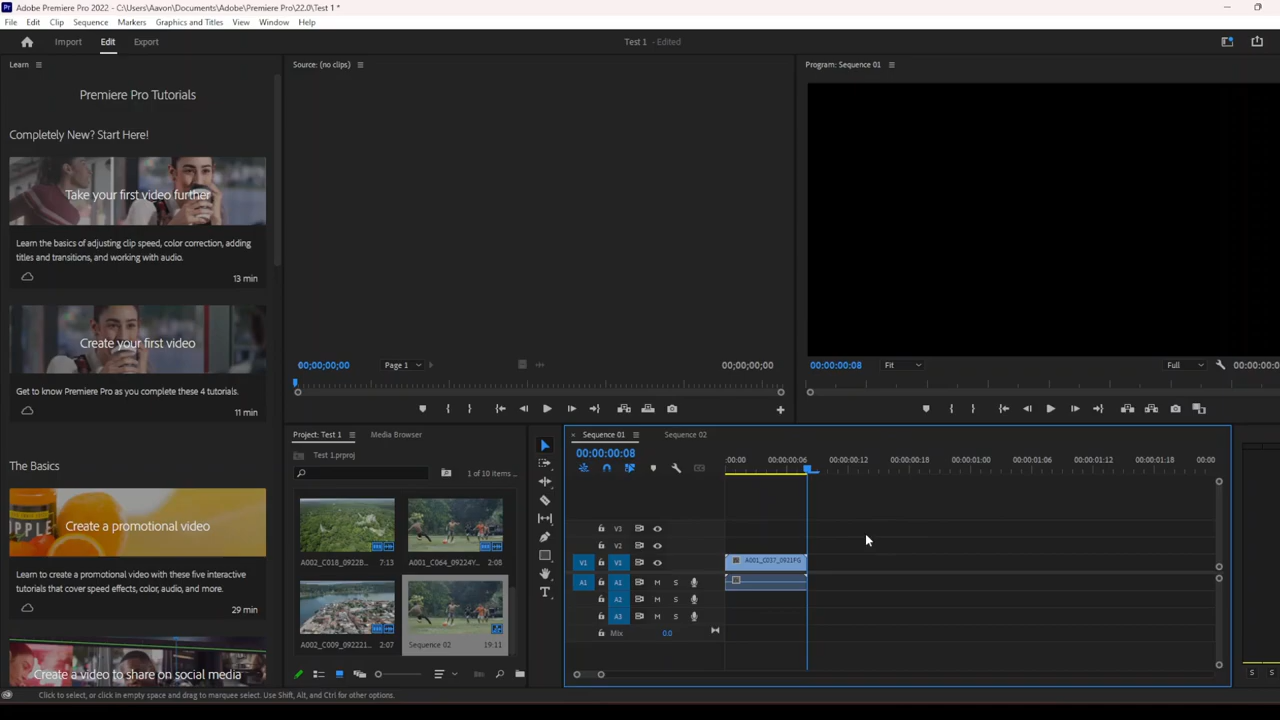 Adobe Premiere Pro 2022 - C:\Users\Aavon\Documents\Adobe\Premiere Pro\22.0\Test 1 *
File Edit Clip Sequence Markers Graphics and Titles View Window Help
Import Edit Export
Test 1 - Edited
Learn
Premiere Pro Tutorials
Completely New? Start Here!
Take your first video further
Learn the basics of adjusting clip speed, color correction, adding
titles and transitions, and working with audio.
13 min
Create your first video
Get to know Premiere Pro as you complete these 4 tutorials.
11 min
The Basics
Create a promotional video
Learn to create a promotional video with these five interactive
tutorials that cover speed effects, color, audio, and more.
29 min
Create a video to share on social media
Source: (no clips)
00;00;00;00
Page 1
00;00;00;00
Program: Sequence 01
00:00:00:08
Fit
Full
00:00:00:0
Project: Test 1
Media Browser
Test 1.prproj
1 of 10 items ...
A002_C018_0922B... 7:13
A001_C064_09224Y... 2:08
A002_C009_092221... 2:07
Sequence 02 19:11
Sequence 01
Sequence 02
00:00:00:08
:00:00 00:00:00:06 00:00:00:12 00:00:00:18 00:00:01:00 00:00:01:06 00:00:01:12 00:00:01:18 00:00
V3
V2
V1 V1
A001_C037_0921FG
A1 A1 M S
A2 M S
A3 M S
Mix 0.0
S S
Click to select, or click in empty space and drag to marquee select. Use Shift, Alt, and Ctrl for other options.